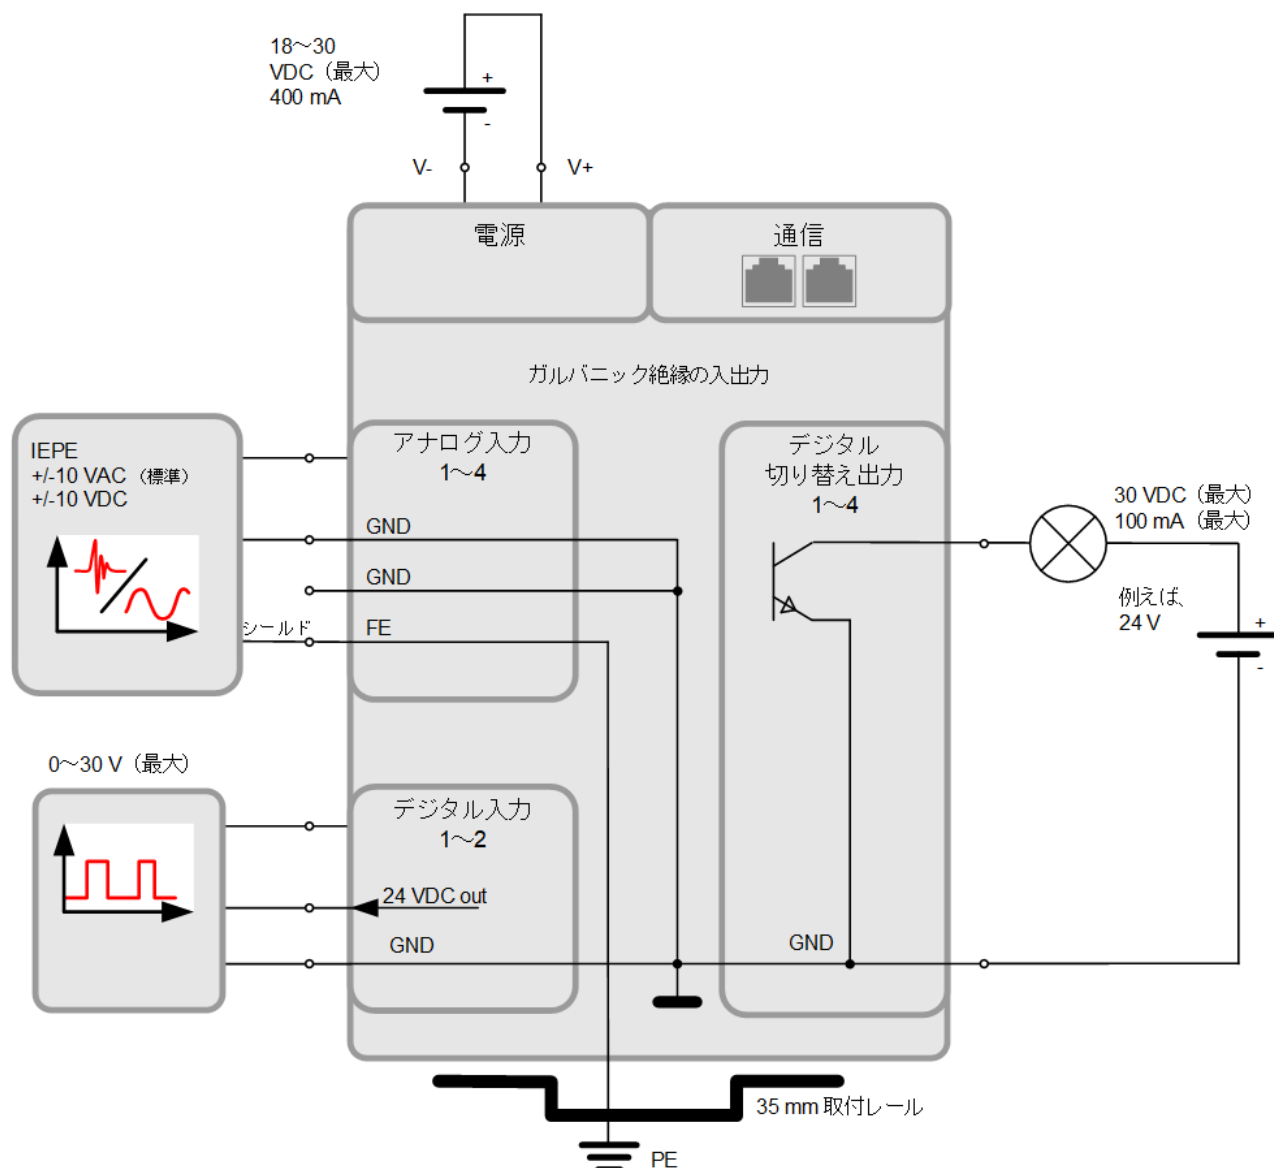 18～30
VDC（最大）
400 mA
+
-
V-
V+
電源
通信
ガルバニック絶縁の入出力
IEPE
+/-10 VAC（標準）
+/-10 VDC
アナログ入力
1～4
GND
GND
シールド
FE
デジタル
切り替え出力
1～4
30 VDC（最大）
100 mA（最大）
例えば、
24 V
+
-
0～30 V（最大）
デジタル入力
1～2
24 VDC out
GND
GND
35 mm 取付レール
PE